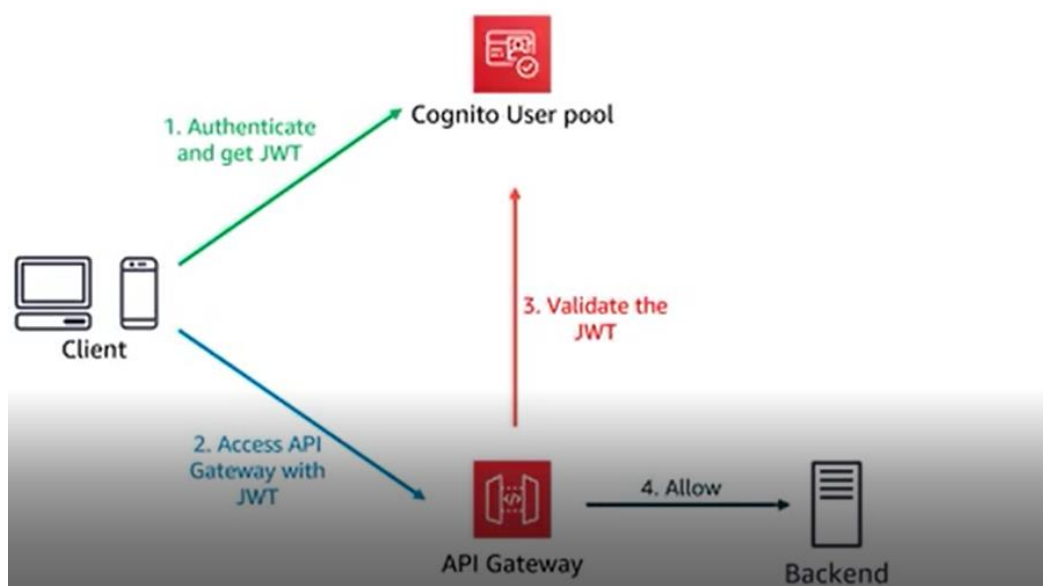 Cognito User pool
1. Authenticate
and get JWT
3. Validate the
JWT
Client
2. Access API
Gateway with
JWT
4. Allow
API Gateway
Backend